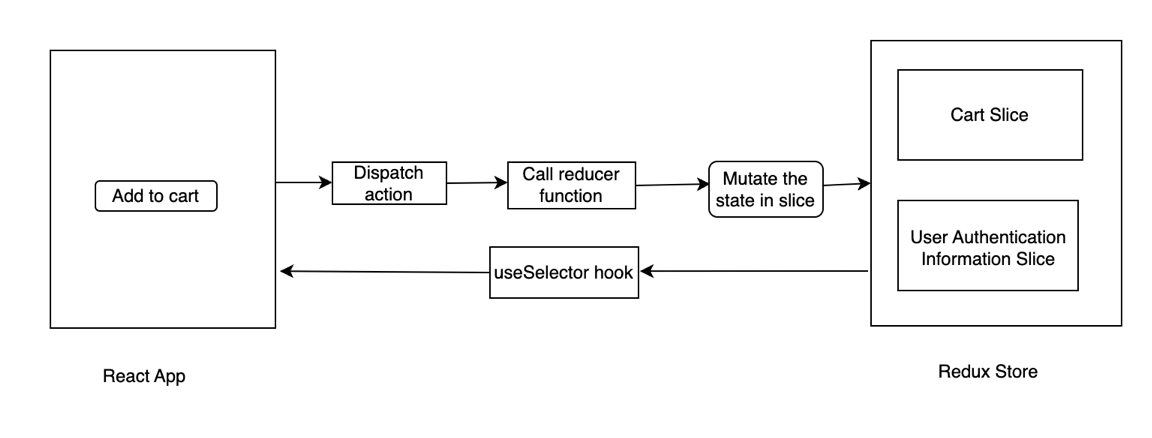 Add to cart
Dispatch
action
Call reducer
function
Mutate the
state in slice
useSelector hook
Cart Slice
User Authentication
Information Slice
React App
Redux Store